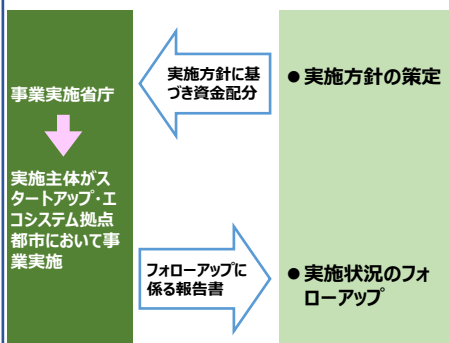 事業実施省庁
実施主体がス
タートアップ・エ
コシステム拠点
都市において事
業実施
実施方針に基
づき資金配分
フォローアップに
係る報告書
●実施方針の策定
●実施状況のフォ
ローアップ